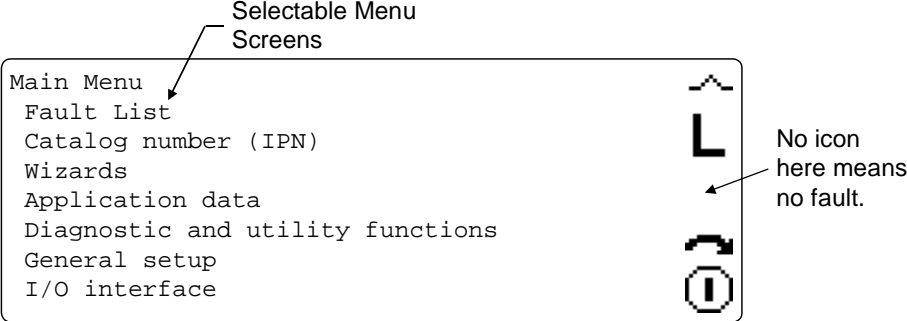 Selectable Menu
Screens
Main Menu
Fault List
Catalog number (IPN)
Wizards
Application data
Diagnostic and utility functions
General setup
I/O interface
L
No icon
here means
no fault.